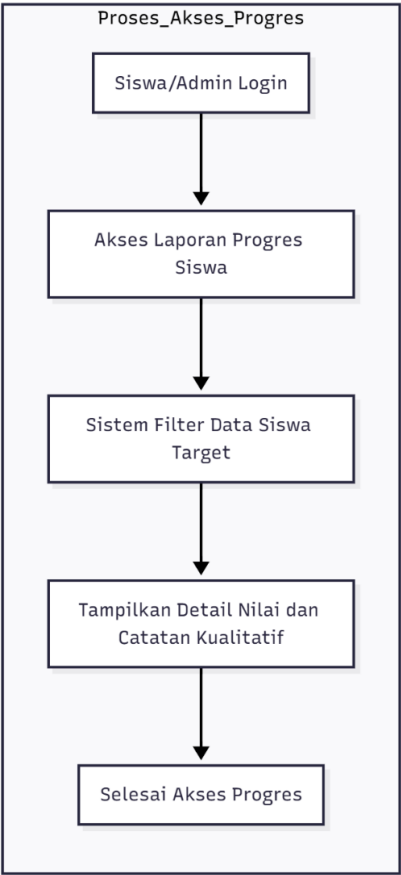 Proses_Akses_Progres
Siswa/Admin Login
Akses Laporan Progres
Siswa
Sistem Filter Data Siswa
Target
Tampilkan Detail Nilai dan
Catatan Kualitatif
Selesai Akses Progres